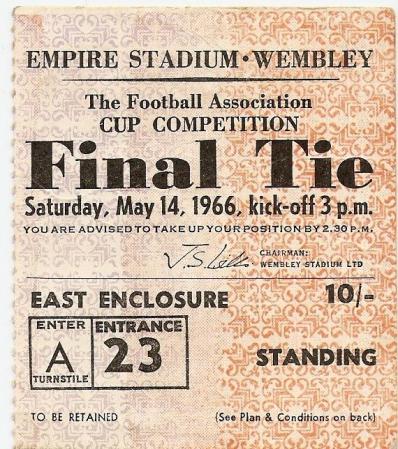 EMPIRE STADIUM • WEMBLEY
The Football Association
CUP COMPETITION
Final Tie
Saturday, May 14, 1966, kick-off 3 p.m.
YOU ARE ADVISED TO TAKE UP YOUR POSITION BY 2.30 P.M.
CHAIRMAN:
WEMBLEY STADIUM LTD
EAST ENCLOSURE 10/-
ENTER
A
TURNSTILE
ENTRANCE
23
STANDING
TO BE RETAINED (See Plan & Conditions on back)